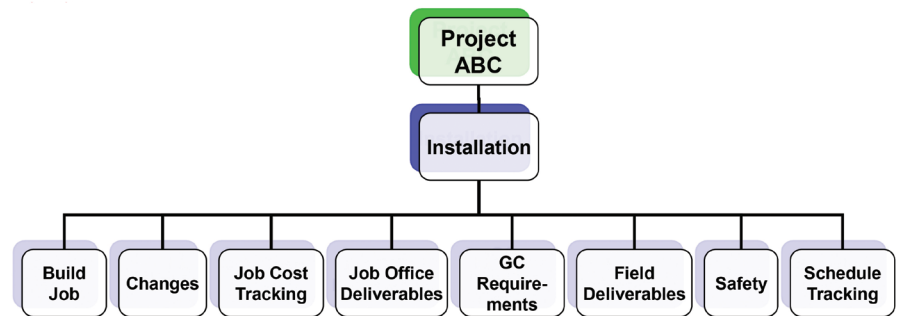 Project
ABC
Installation
Build
Job
Changes
Job Cost
Tracking
Job Office
Deliverables
GC
Require-
ments
Field
Deliverables
Safety
Schedule
Tracking